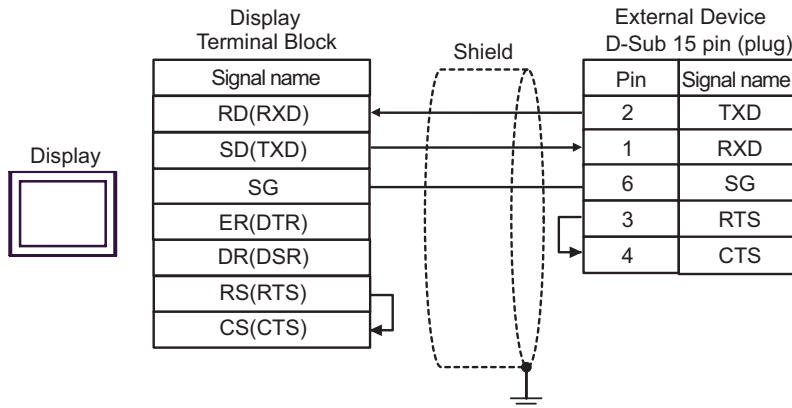 Display
Terminal Block
Shield
External Device
D-Sub 15 pin (plug)
Signal name
Pin Signal name
RD(RXD) 2 TXD
SD(TXD) 1 RXD
SG 6 SG
ER(DTR) 3 RTS
DR(DSR) 4 CTS
RS(RTS)
CS(CTS)
Display